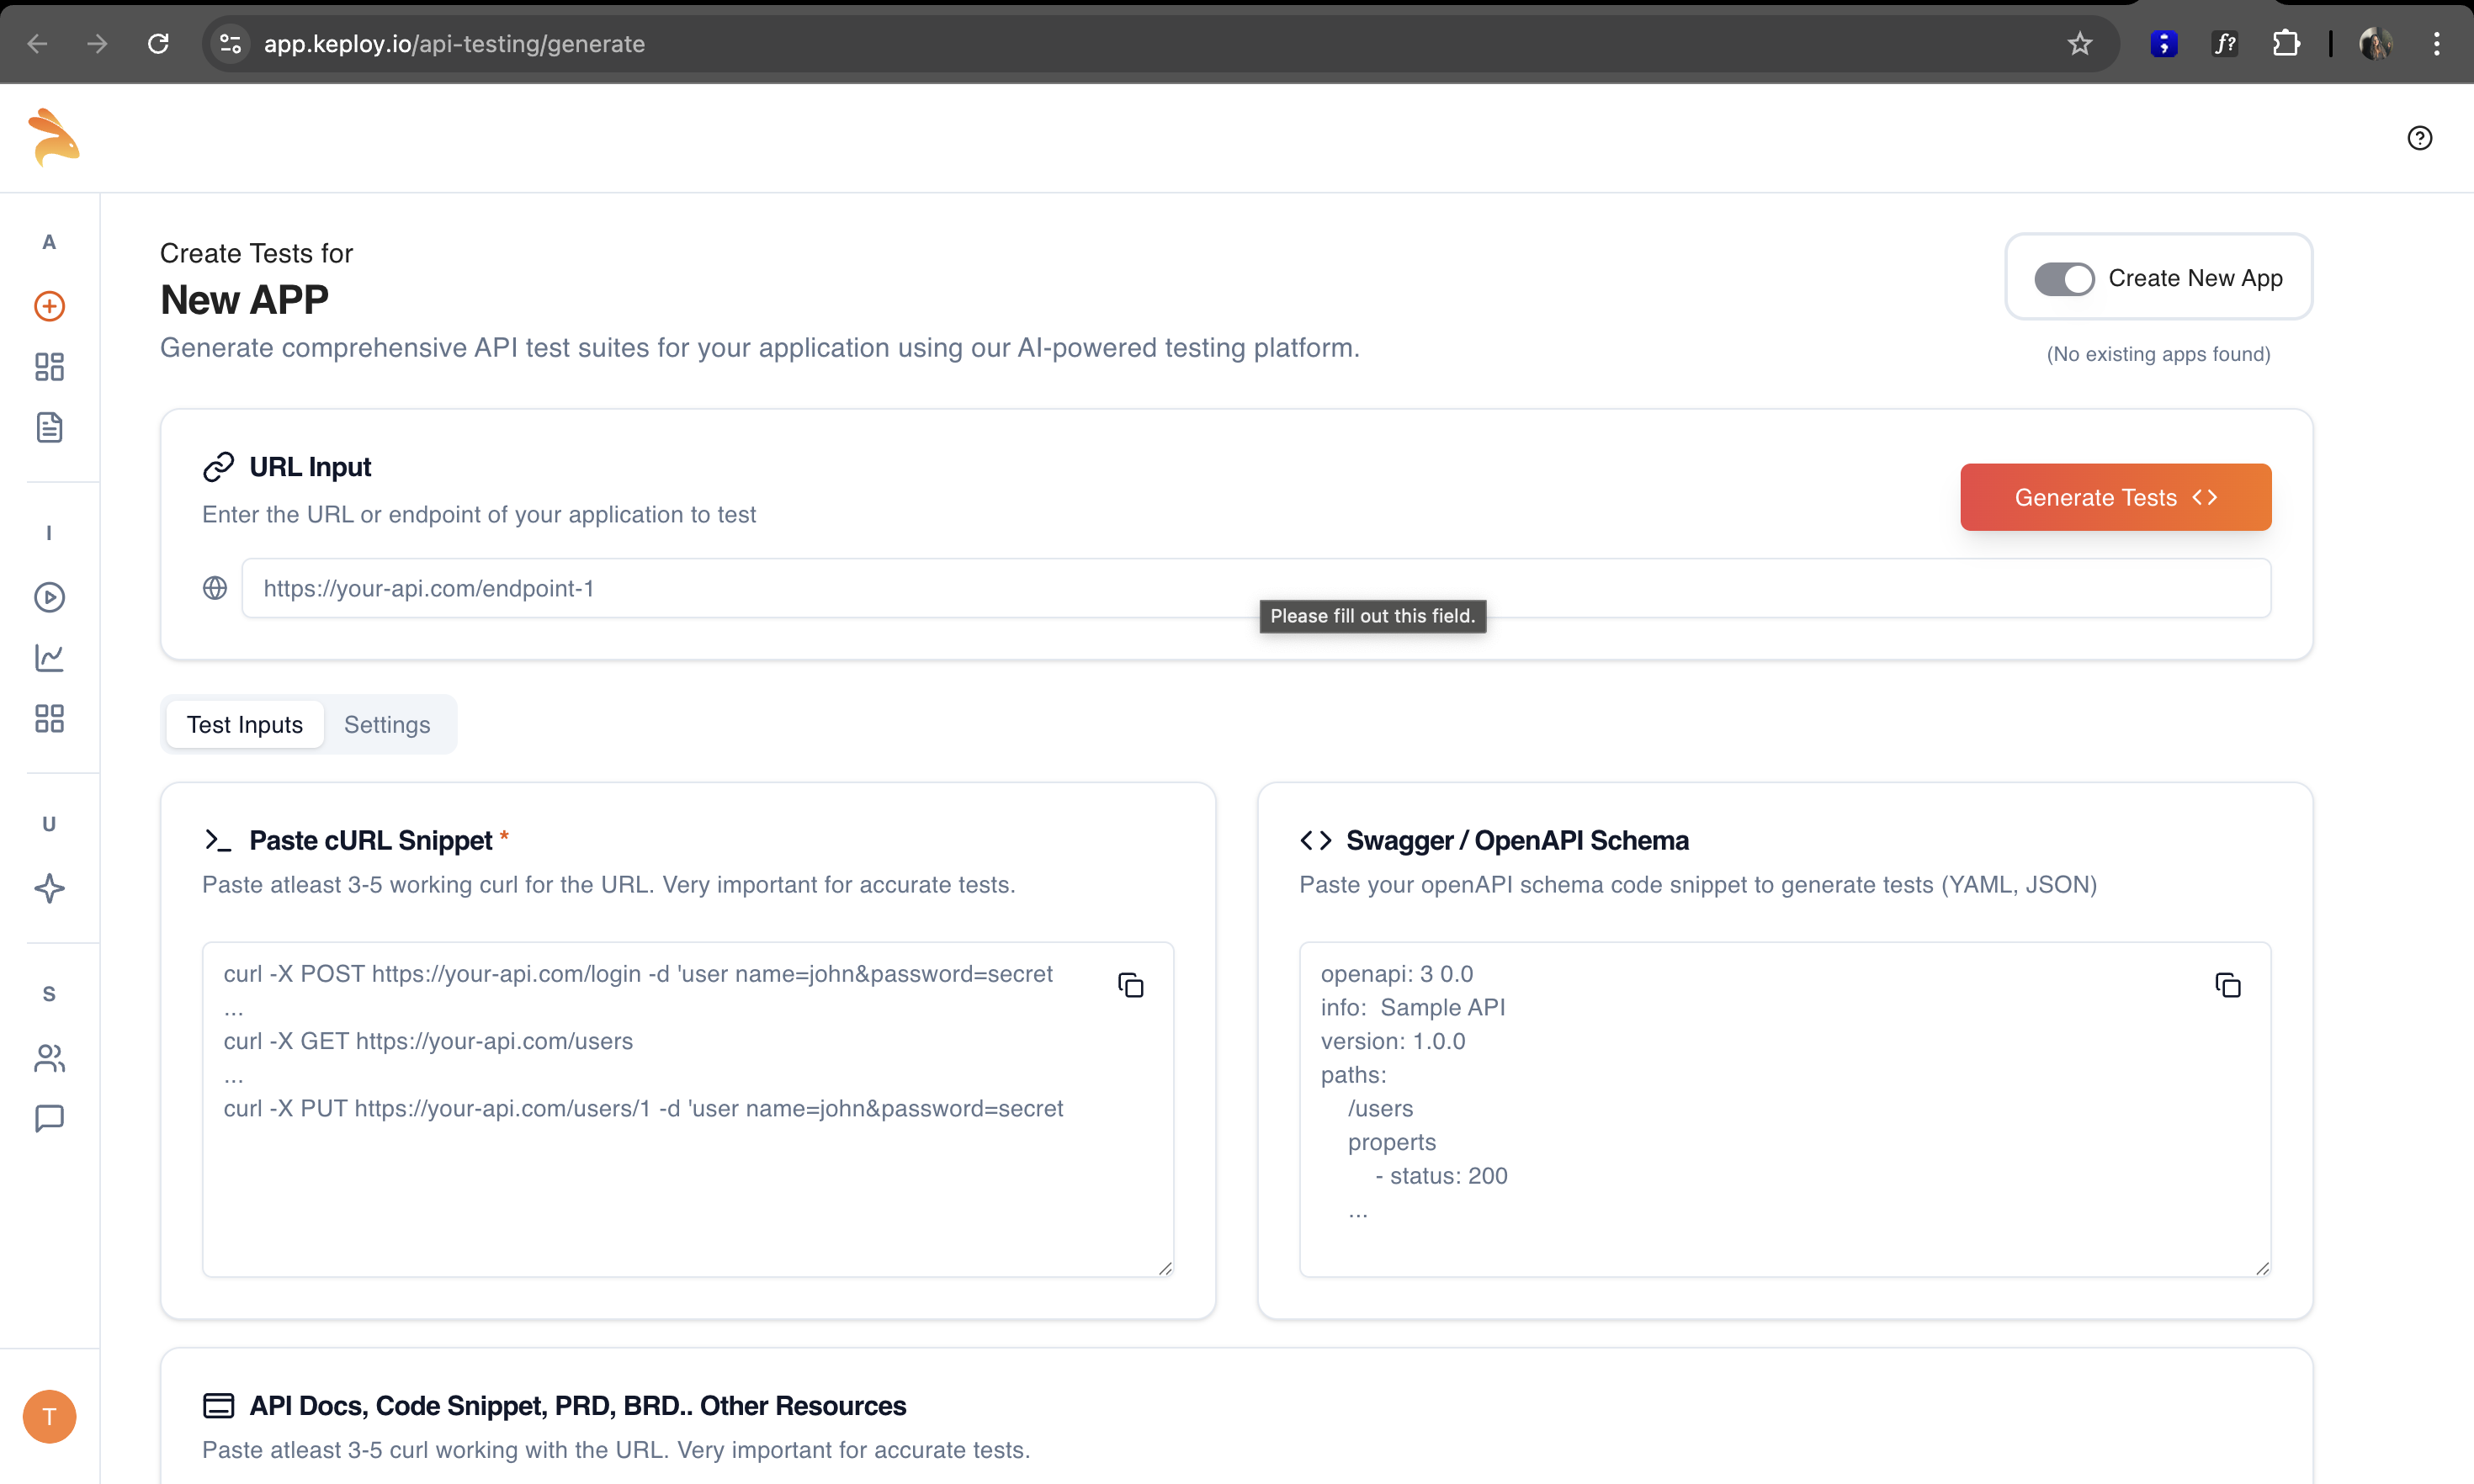 app.keploy.io/api-testing/generate
f?
A
Create Tests for
New APP
Generate comprehensive API test suites for your application using our AI-powered testing platform.
Create New App
(No existing apps found)
URL Input
Enter the URL or endpoint of your application to test
Generate Tests <>
https://your-api.com/endpoint-1
Please fill out this field.
I
Test Inputs
Settings
U
Paste cURL Snippet *
Paste atleast 3-5 working curl for the URL. Very important for accurate tests.
curl -X POST https://your-api.com/login -d 'user name=john&password=secret
...
curl -X GET https://your-api.com/users
...
curl -X PUT https://your-api.com/users/1 -d 'user name=john&password=secret
Swagger / OpenAPI Schema
Paste your openAPI schema code snippet to generate tests (YAML, JSON)
openapi: 3 0.0
info:  Sample API
version: 1.0.0
paths:
/users
properts
- status: 200
...
S
API Docs, Code Snippet, PRD, BRD.. Other Resources
Paste atleast 3-5 curl working with the URL. Very important for accurate tests.
T